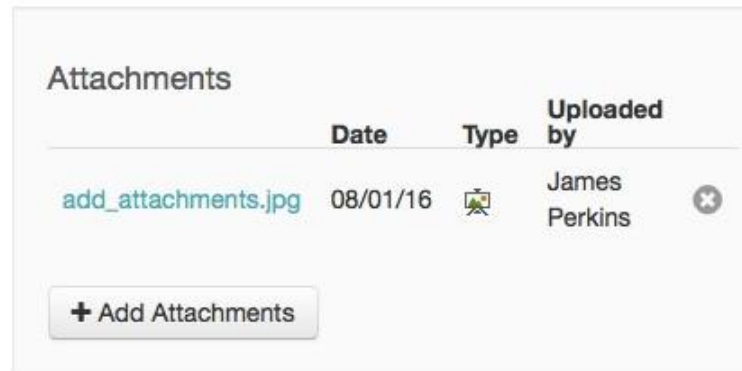 Attachments
Date Type Uploaded by
add_attachments.jpg 08/01/16 James Perkins
+ Add Attachments